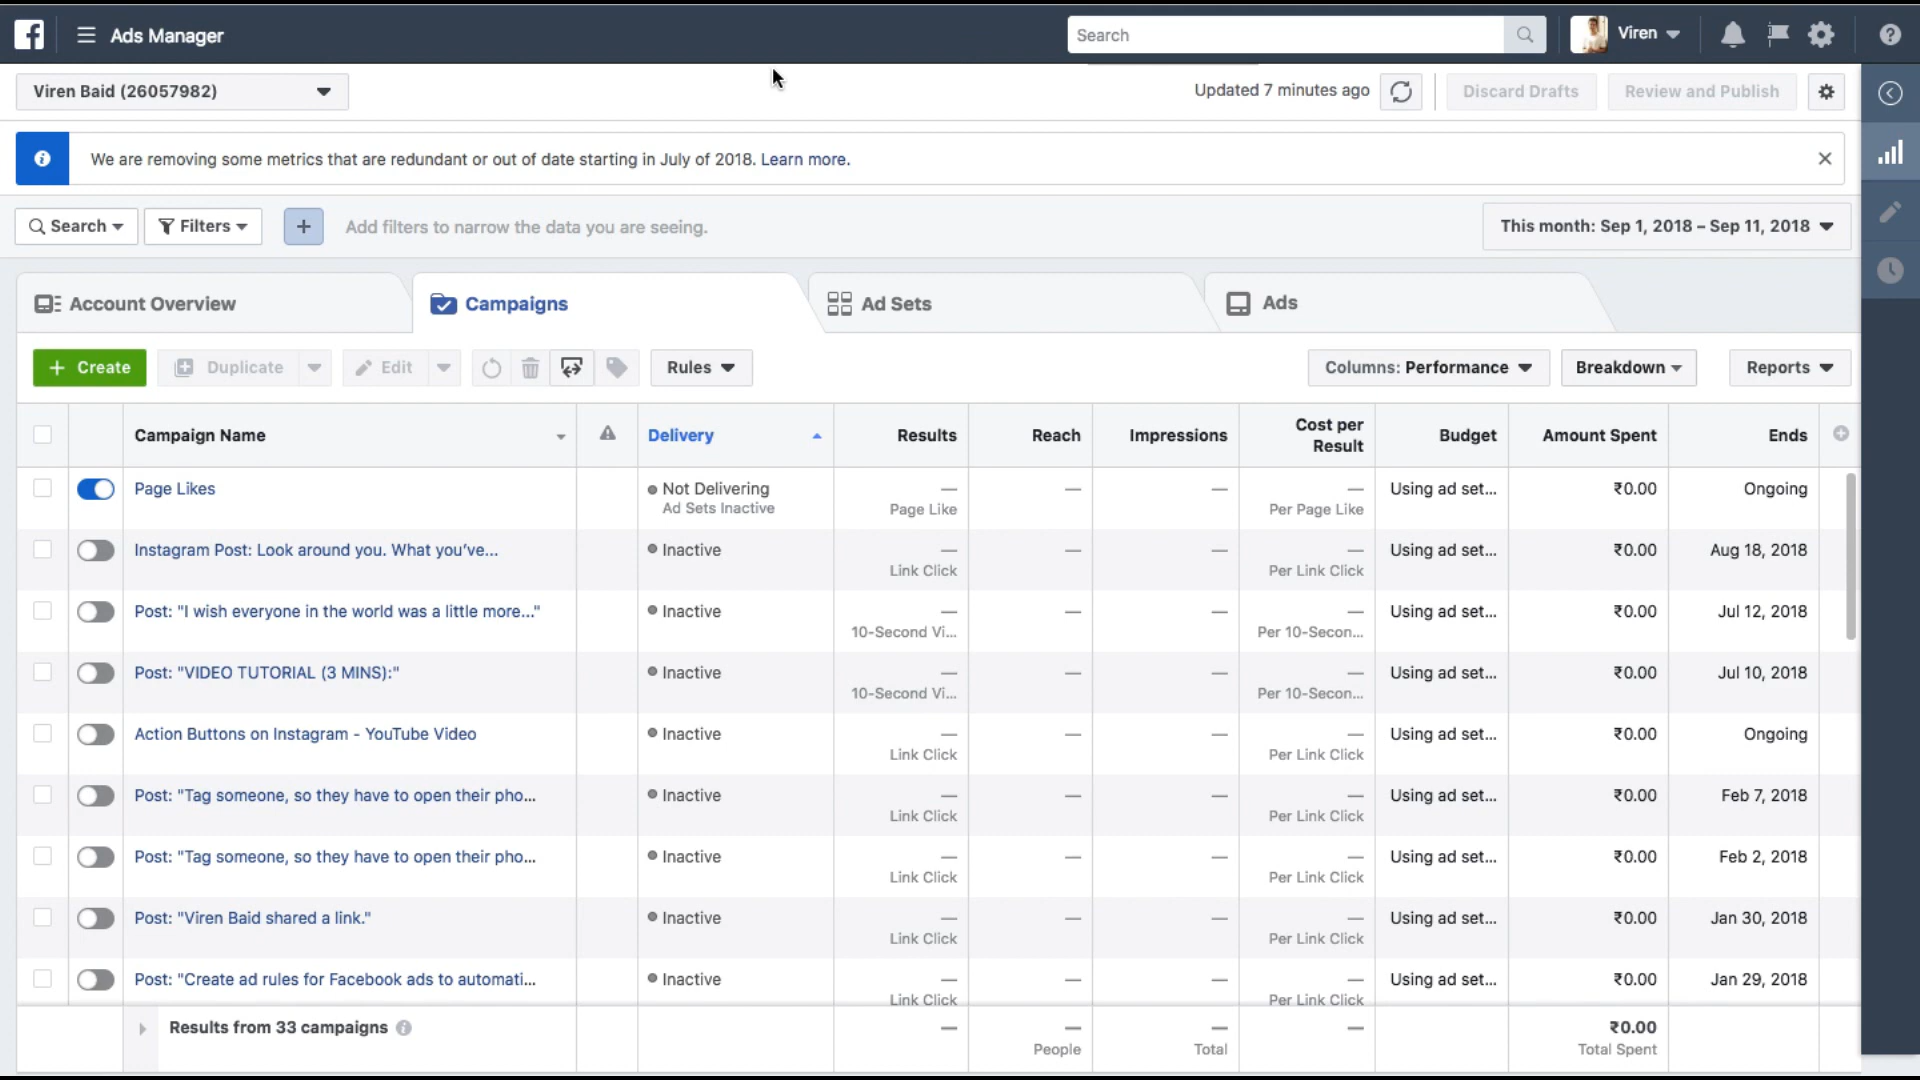 Ads Manager
Search
Viren
Viren Baid (26057982)
Updated 7 minutes ago
Discard Drafts
Review and Publish
We are removing some metrics that are redundant or out of date starting in July of 2018. Learn more.
Search
Filters
Add filters to narrow the data you are seeing.
This month: Sep 1, 2018 – Sep 11, 2018
Account Overview
Campaigns
Ad Sets
Ads
Create
Duplicate
Edit
Rules
Columns: Performance
Breakdown
Reports
Campaign Name
Delivery
Results
Reach
Impressions
Cost per
Result
Budget
Amount Spent
Ends
Page Likes
Not Delivering
Ad Sets Inactive
—
Page Like
—
—
—
Per Page Like
Using ad set...
₹0.00
Ongoing
Instagram Post: Look around you. What you've...
Inactive
—
Link Click
—
—
—
Per Link Click
Using ad set...
₹0.00
Aug 18, 2018
Post: "I wish everyone in the world was a little more..."
Inactive
—
10-Second Vi...
—
—
—
Per 10-Secon...
Using ad set...
₹0.00
Jul 12, 2018
Post: "VIDEO TUTORIAL (3 MINS):"
Inactive
—
10-Second Vi...
—
—
—
Per 10-Secon...
Using ad set...
₹0.00
Jul 10, 2018
Action Buttons on Instagram - YouTube Video
Inactive
—
Link Click
—
—
—
Per Link Click
Using ad set...
₹0.00
Ongoing
Post: "Tag someone, so they have to open their pho...
Inactive
—
Link Click
—
—
—
Per Link Click
Using ad set...
₹0.00
Feb 7, 2018
Post: "Tag someone, so they have to open their pho...
Inactive
—
Link Click
—
—
—
Per Link Click
Using ad set...
₹0.00
Feb 2, 2018
Post: "Viren Baid shared a link."
Inactive
—
Link Click
—
—
—
Per Link Click
Using ad set...
₹0.00
Jan 30, 2018
Post: "Create ad rules for Facebook ads to automati...
Inactive
—
Link Click
—
—
—
Per Link Click
Using ad set...
₹0.00
Jan 29, 2018
Results from 33 campaigns
—
—
People
—
Total
—
₹0.00
Total Spent